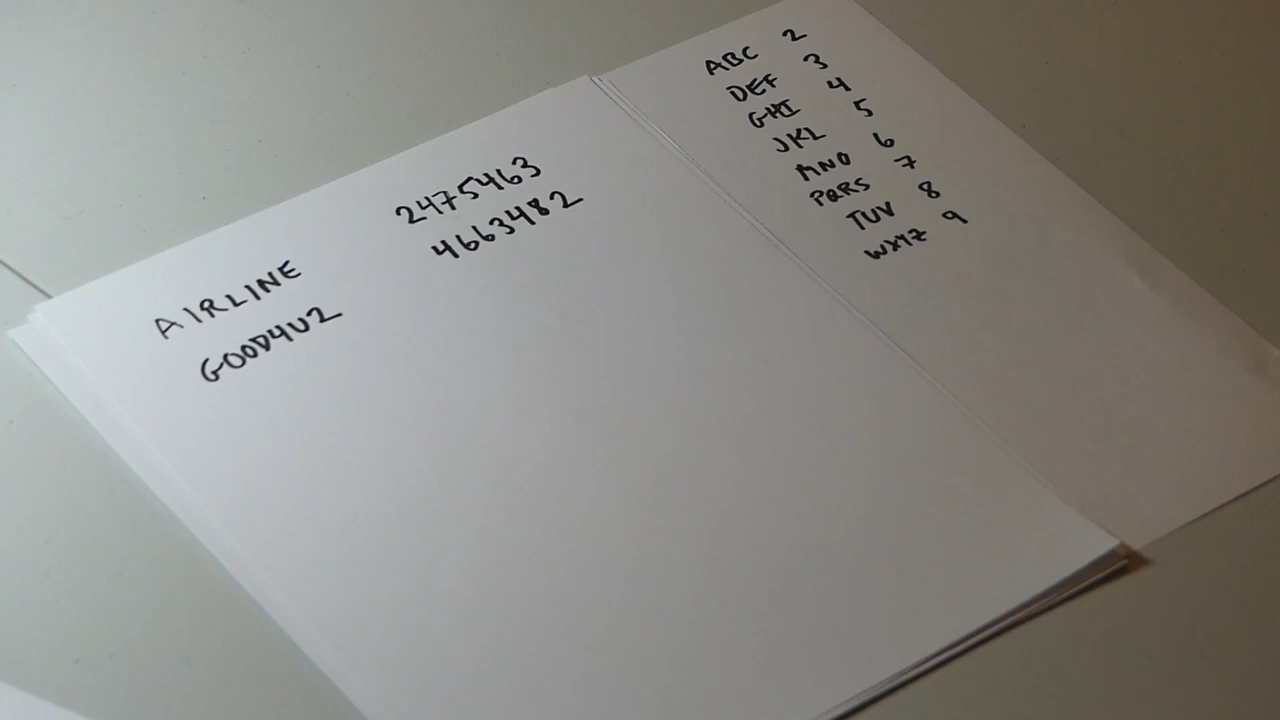 AIRLINE 2475463
GOOD4U2 4663482
ABC 2
DEF 3
GHI 4
JKL 5
MNO 6
PQRS 7
TUV 8
WXYZ 9